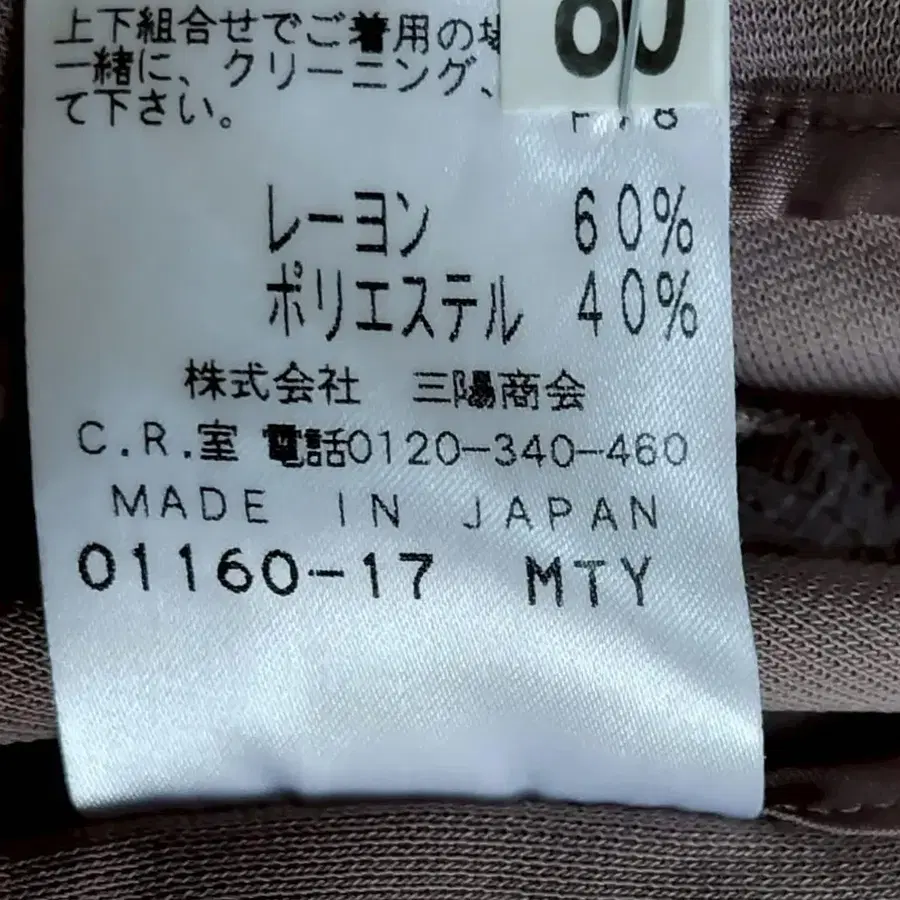 上下組合せでご着用の場
一緒に、クリーニング、
て下さい。
レーヨン 60%
ポリエステル 40%
株式会社 三陽商会
C.R.室 電話0120-340-460
MADE IN JAPAN
01160-17 MTY